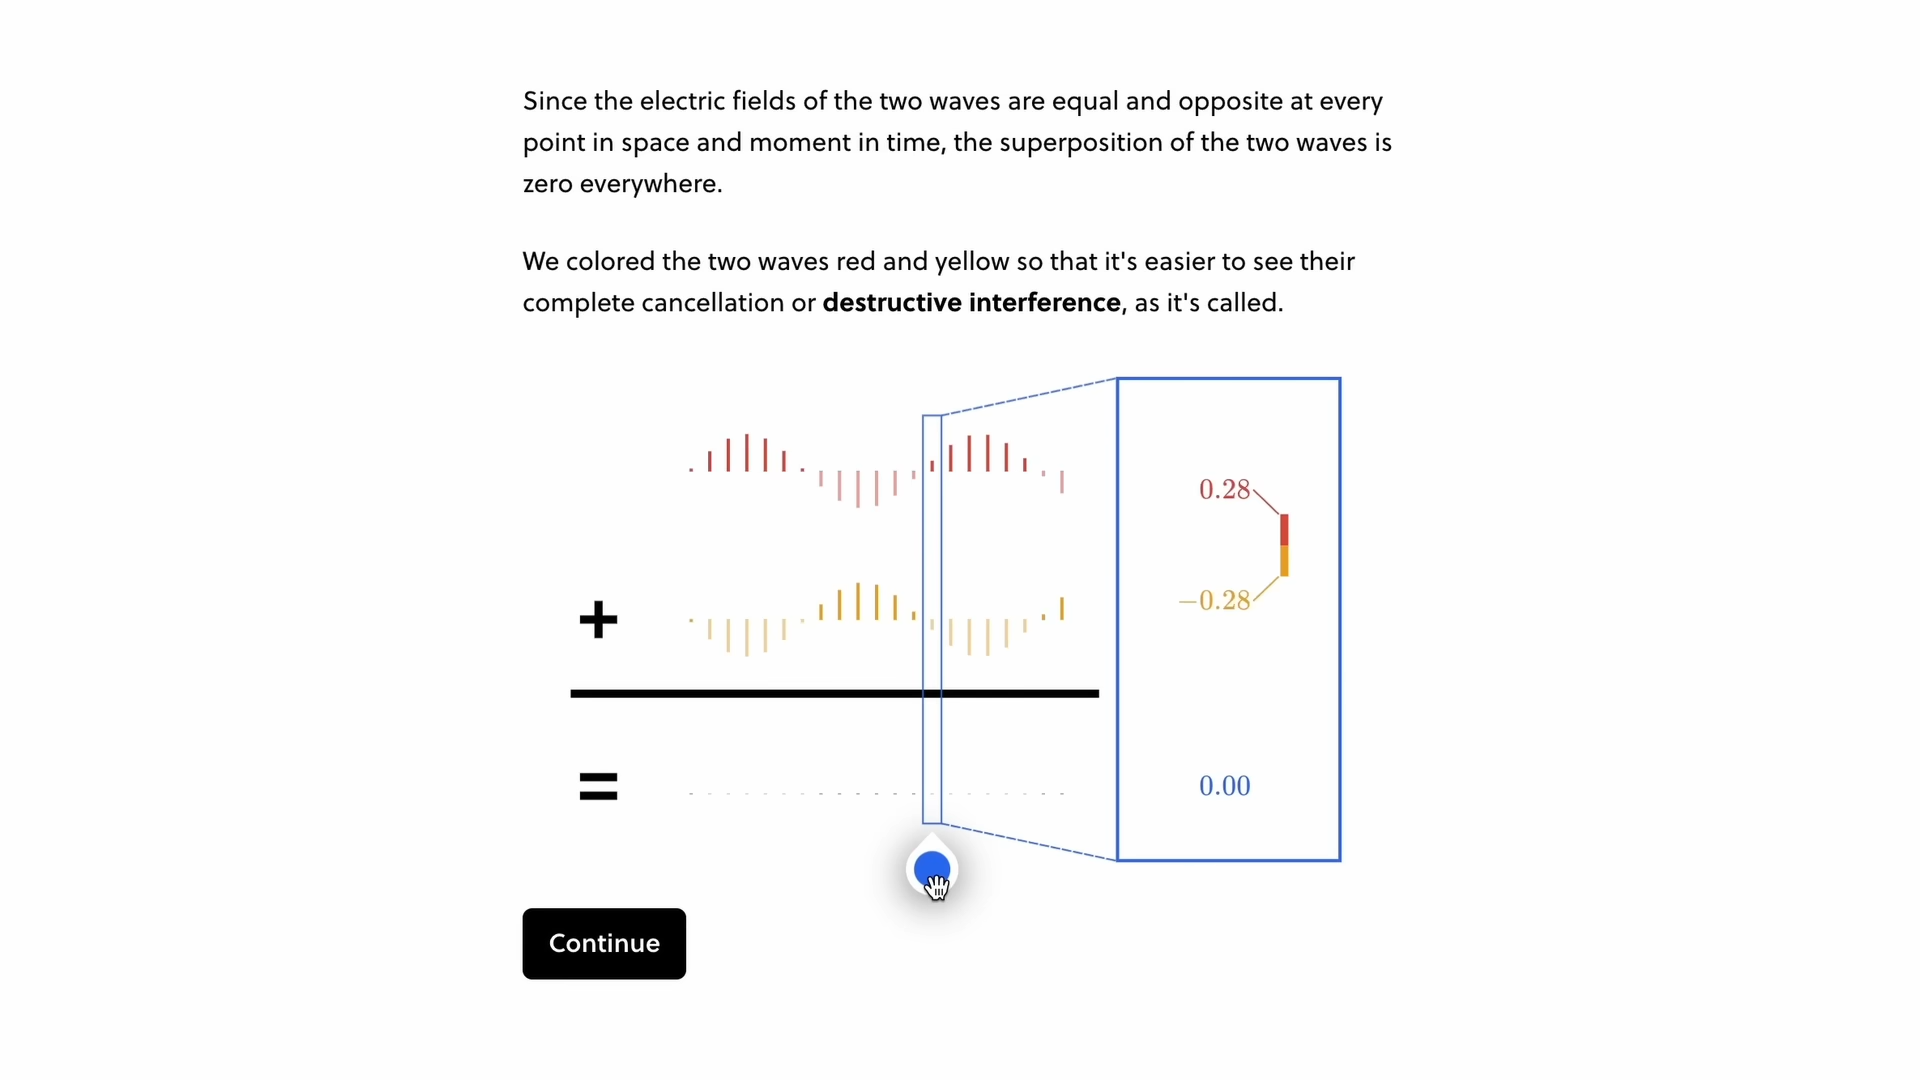 Since the electric fields of the two waves are equal and opposite at every
point in space and moment in time, the superposition of the two waves is
zero everywhere.
We colored the two waves red and yellow so that it's easier to see their
complete cancellation or destructive interference, as it's called.
0.28
−0.28
+
=
0.00
Continue